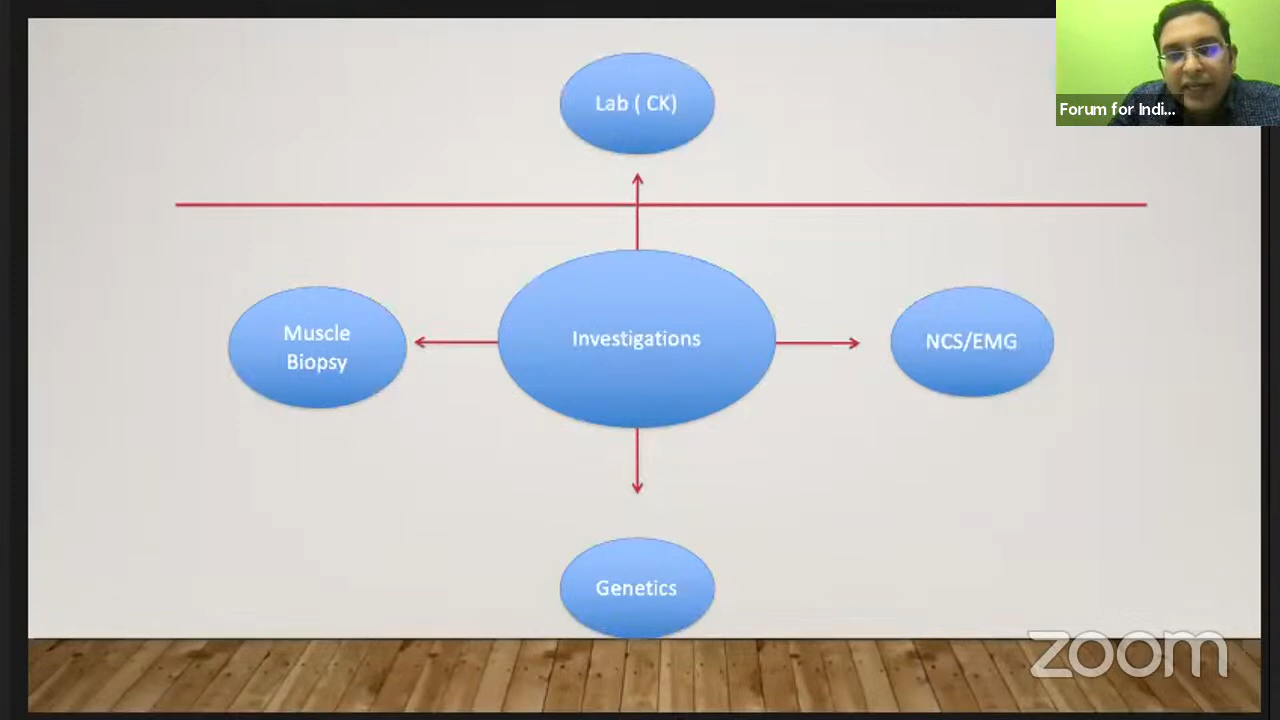 Lab ( CK)
Forum for Indi...
Muscle
Biopsy
Investigations
NCS/EMG
Genetics
zoom